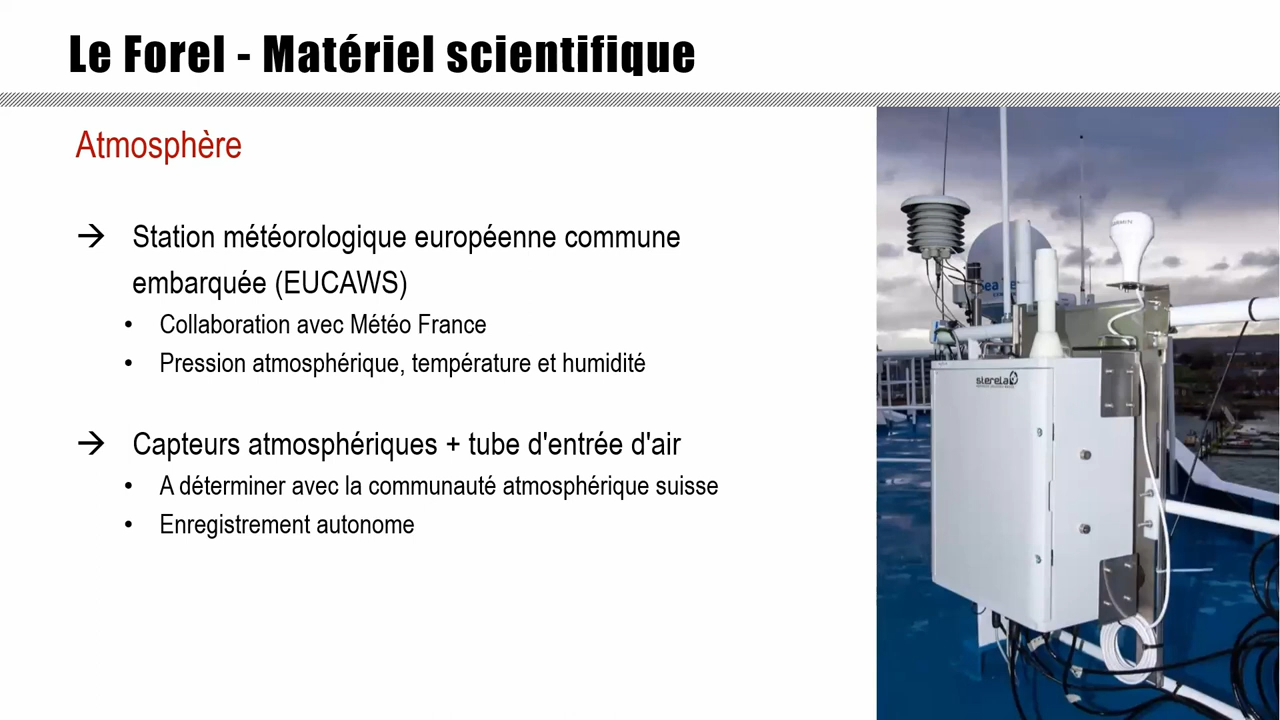 Le Forel - Matériel scientifique
Atmosphère
→ Station météorologique européenne commune
embarquée (EUCAWS)
• Collaboration avec Météo France
• Pression atmosphérique, température et humidité
→ Capteurs atmosphériques + tube d'entrée d'air
• A déterminer avec la communauté atmosphérique suisse
• Enregistrement autonome
sterela